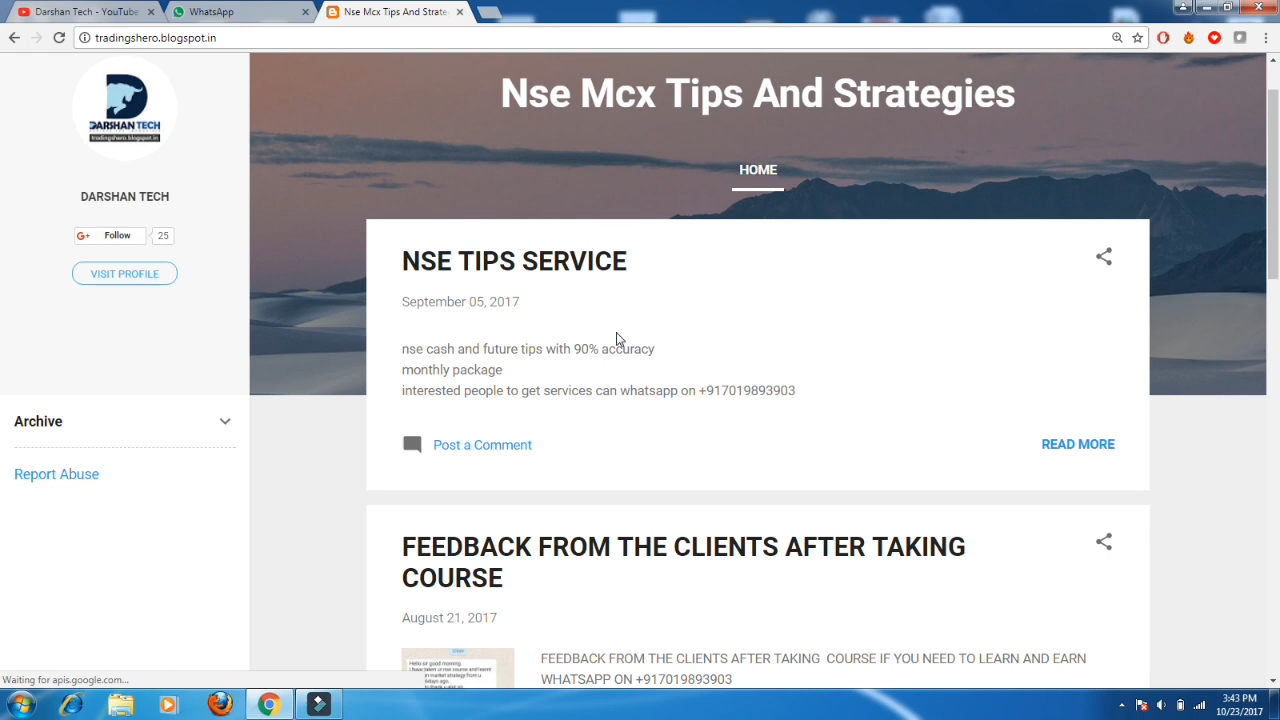 Darshan Tech - YouTube
WhatsApp
Nse Mcx Tips And Strate
tradingshero.blogspot.in
DARSHAN TECH
tradingshero.blogspot.in
DARSHAN TECH
G+ Follow 25
VISIT PROFILE
Archive
Report Abuse
Nse Mcx Tips And Strategies
HOME
NSE TIPS SERVICE
September 05, 2017
nse cash and future tips with 90% accuracy
monthly package
interested people to get services can whatsapp on +917019893903
Post a Comment
READ MORE
FEEDBACK FROM THE CLIENTS AFTER TAKING
COURSE
August 21, 2017
Hello sir good morning
FEEDBACK FROM THE CLIENTS AFTER TAKING COURSE IF YOU NEED TO LEARN AND EARN
WHATSAPP ON +917019893903
Waiting for apis.google.com...
3:43 PM
10/23/2017